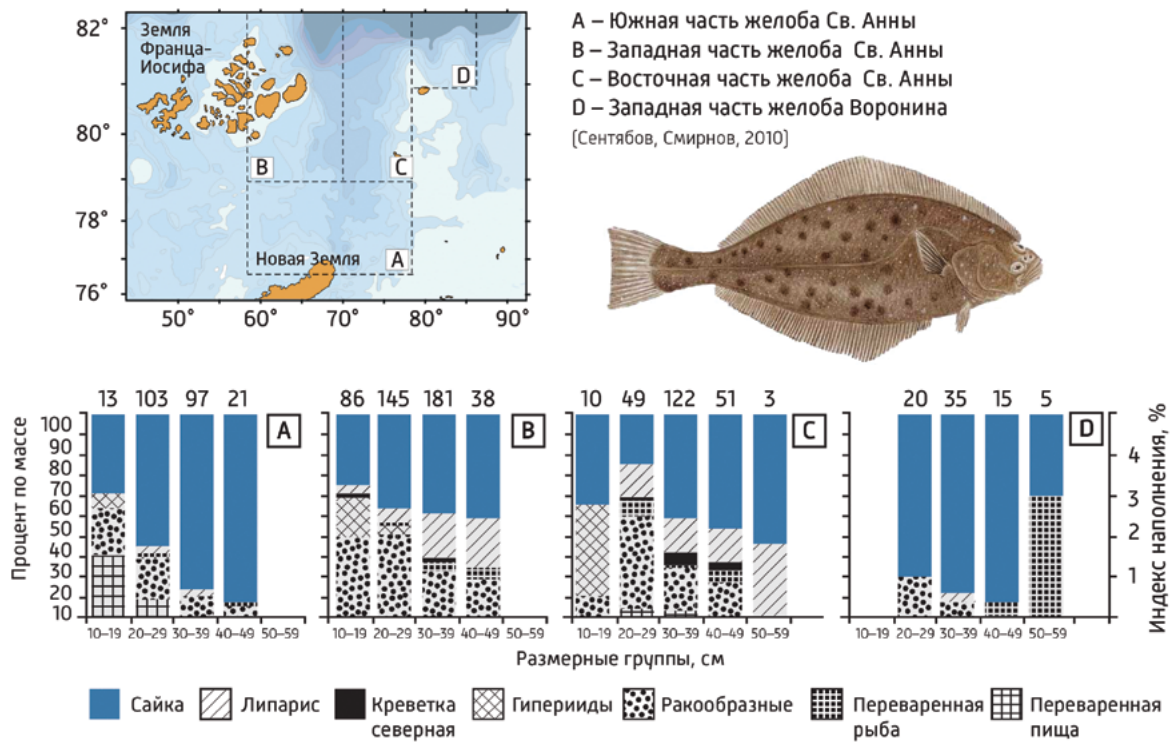 82°
80°
78°
76°
50°
60°
70°
80°
90°
Земля
Франца-
Иосифа
D
B
C
Новая Земля
A
A – Южная часть желоба Св. Анны
B – Западная часть желоба Св. Анны
C – Восточная часть желоба Св. Анны
D – Западная часть желоба Воронина
(Сентябов, Смирнов, 2010)
Процент по массе
100
90
80
70
60
50
40
30
20
10
13 103 97 21
A
10–19 20–29 30–39 40–49 50–59
86 145 181 38
B
10–19 20–29 30–39 40–49 50–59
10 49 122 51 3
C
10–19 20–29 30–39 40–49 50–59
20 35 15 5
D
10–19 20–29 30–39 40–49 50–59
4
3
2
1
Индекс наполнения, %
Размерные группы, см
Сайка
Липарис
Креветка
северная
Гиперииды
Ракообразные
Переваренная
рыба
Переваренная
пища